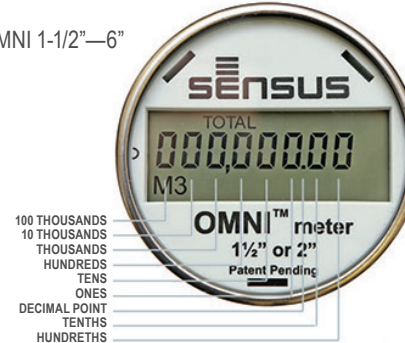 MNI 1-1/2”—6”
SENSUS
TOTAL
000,000.00
M3
OMNI™ meter
1½” or 2”
Patent Pending
100 THOUSANDS
10 THOUSANDS
THOUSANDS
HUNDREDS
TENS
ONES
DECIMAL POINT
TENTHS
HUNDRETHS